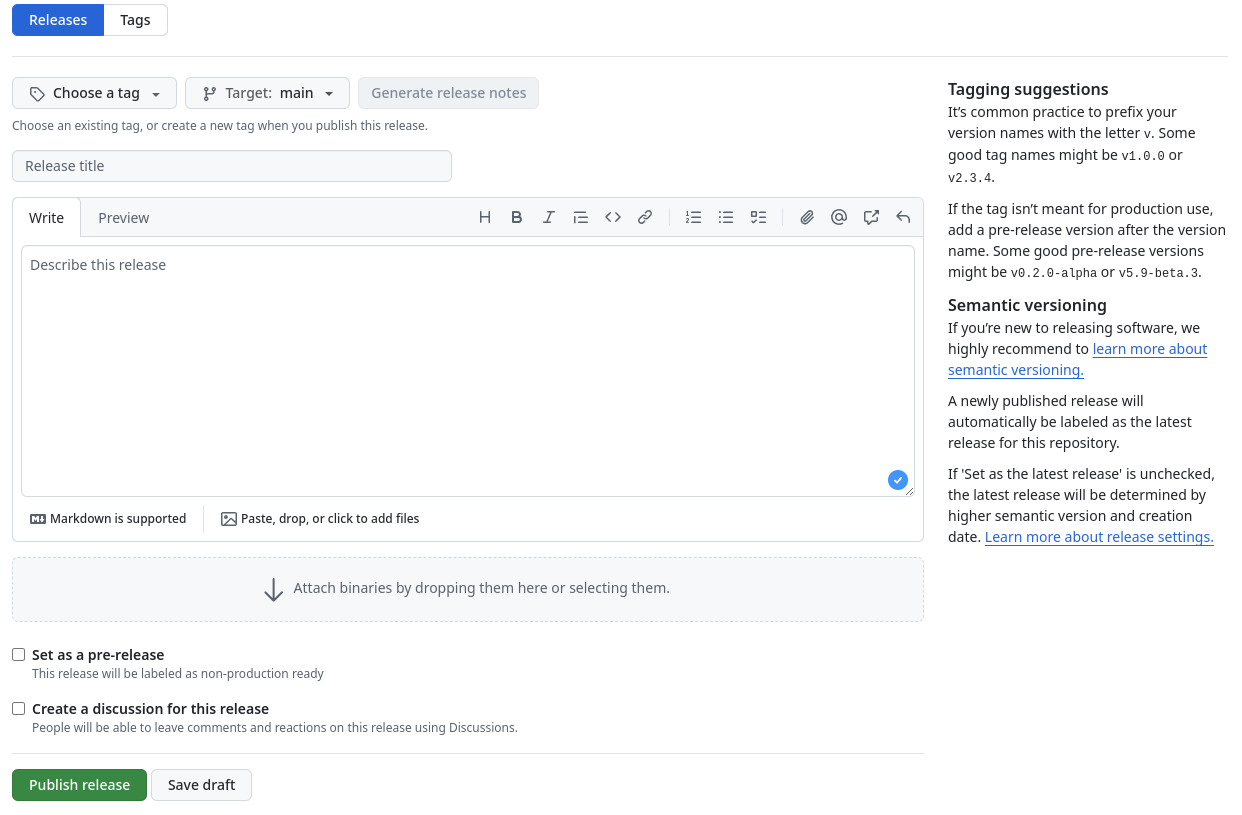 Releases Tags
Choose a tag Target: main Generate release notes
Choose an existing tag, or create a new tag when you publish this release.
Release title
Write Preview
Describe this release
Markdown is supported Paste, drop, or click to add files
Attach binaries by dropping them here or selecting them.
Set as a pre-release
This release will be labeled as non-production ready
Create a discussion for this release
People will be able to leave comments and reactions on this release using Discussions.
Publish release Save draft
Tagging suggestions
It’s common practice to prefix your
version names with the letter v. Some
good tag names might be v1.0.0 or
v2.3.4.
If the tag isn’t meant for production use,
add a pre-release version after the version
name. Some good pre-release versions
might be v0.2.0-alpha or v5.9-beta.3.
Semantic versioning
If you’re new to releasing software, we
highly recommend to learn more about
semantic versioning.
A newly published release will
automatically be labeled as the latest
release for this repository.
If 'Set as the latest release' is unchecked,
the latest release will be determined by
higher semantic version and creation
date. Learn more about release settings.